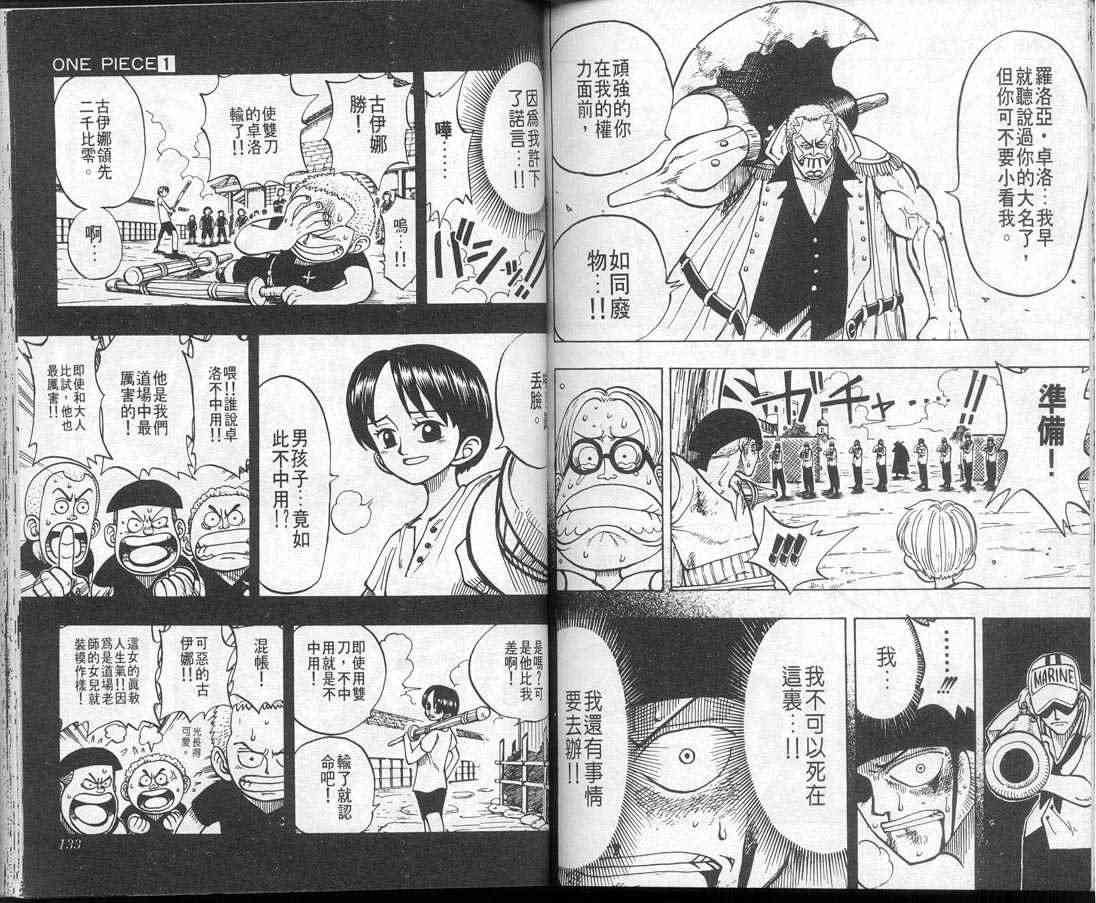 羅洛亞・卓洛…我早
就聽說過你的大名了，
但你可不要小看我。
頑強的你
在我的權
力面前，
如同廢
物…!!
準備！
ガチャ…
!!!
MARINE
………!!!
我…
我不可以死在
這裏…!!
我還有事情
要去辦!!
ONE PIECE 1
因爲我許下
了諾言…!!
嘩……
古伊娜
勝！
使雙刀
的卓洛
輸了!!
嗚…!!
古伊娜領先
二千比零。
啊…
丢臉。
男孩子…竟如
此不中用!?
喂!!誰說卓
洛不中用!!
他是我們
道場中最
厲害的！
即使和大人
比試，他也
最厲害!!
是嗎?可
是他比我
差啊！
即使用雙
刀，不中
用就是不
中用！
輸了就認
命吧！
混帳！
可惡的古
伊娜!!
光長得
可愛。
這女的眞教
人生氣!!因
爲是道場老
師的女兒就
裝模作樣！
133